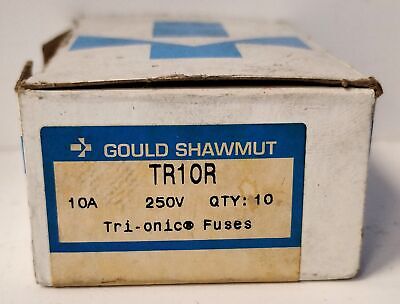 GOULD SHAWMUT
TR10R
10A 250V QTY: 10
Tri-onic® Fuses